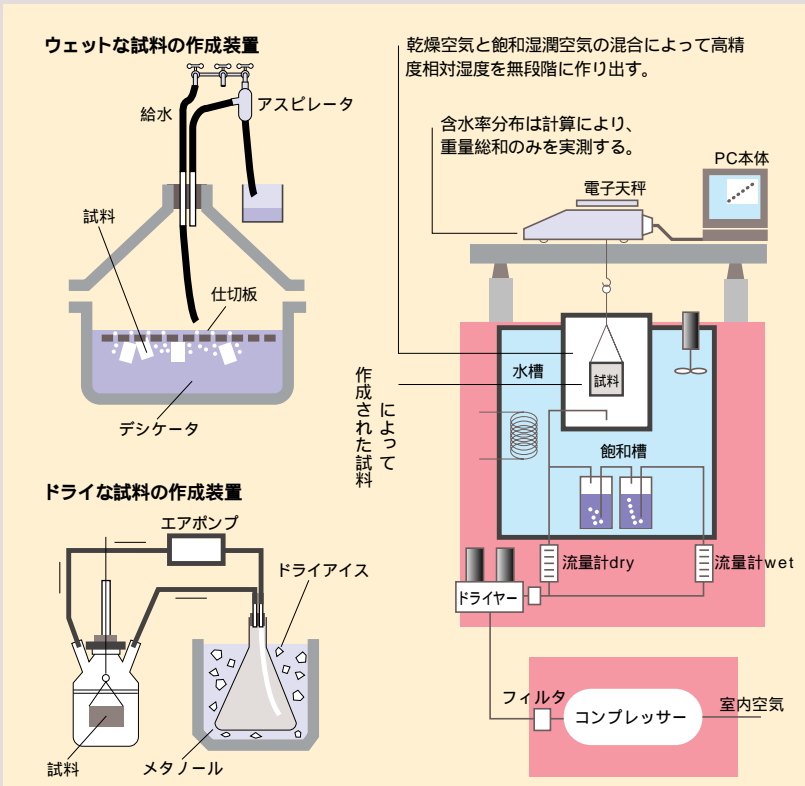 ウェットな試料の作成装置
給水
アスピレータ
試料
仕切板
デシケータ
ドライな試料の作成装置
エアポンプ
ドライアイス
試料
メタノール
乾燥空気と飽和湿潤空気の混合によって高精
度相対湿度を無段階に作り出す。
含水率分布は計算により、
重量総和のみを実測する。
PC本体
電子天秤
水槽
試料
によって
作成された試料
飽和槽
流量計dry
流量計wet
ドライヤー
フィルタ
コンプレッサー
室内空気